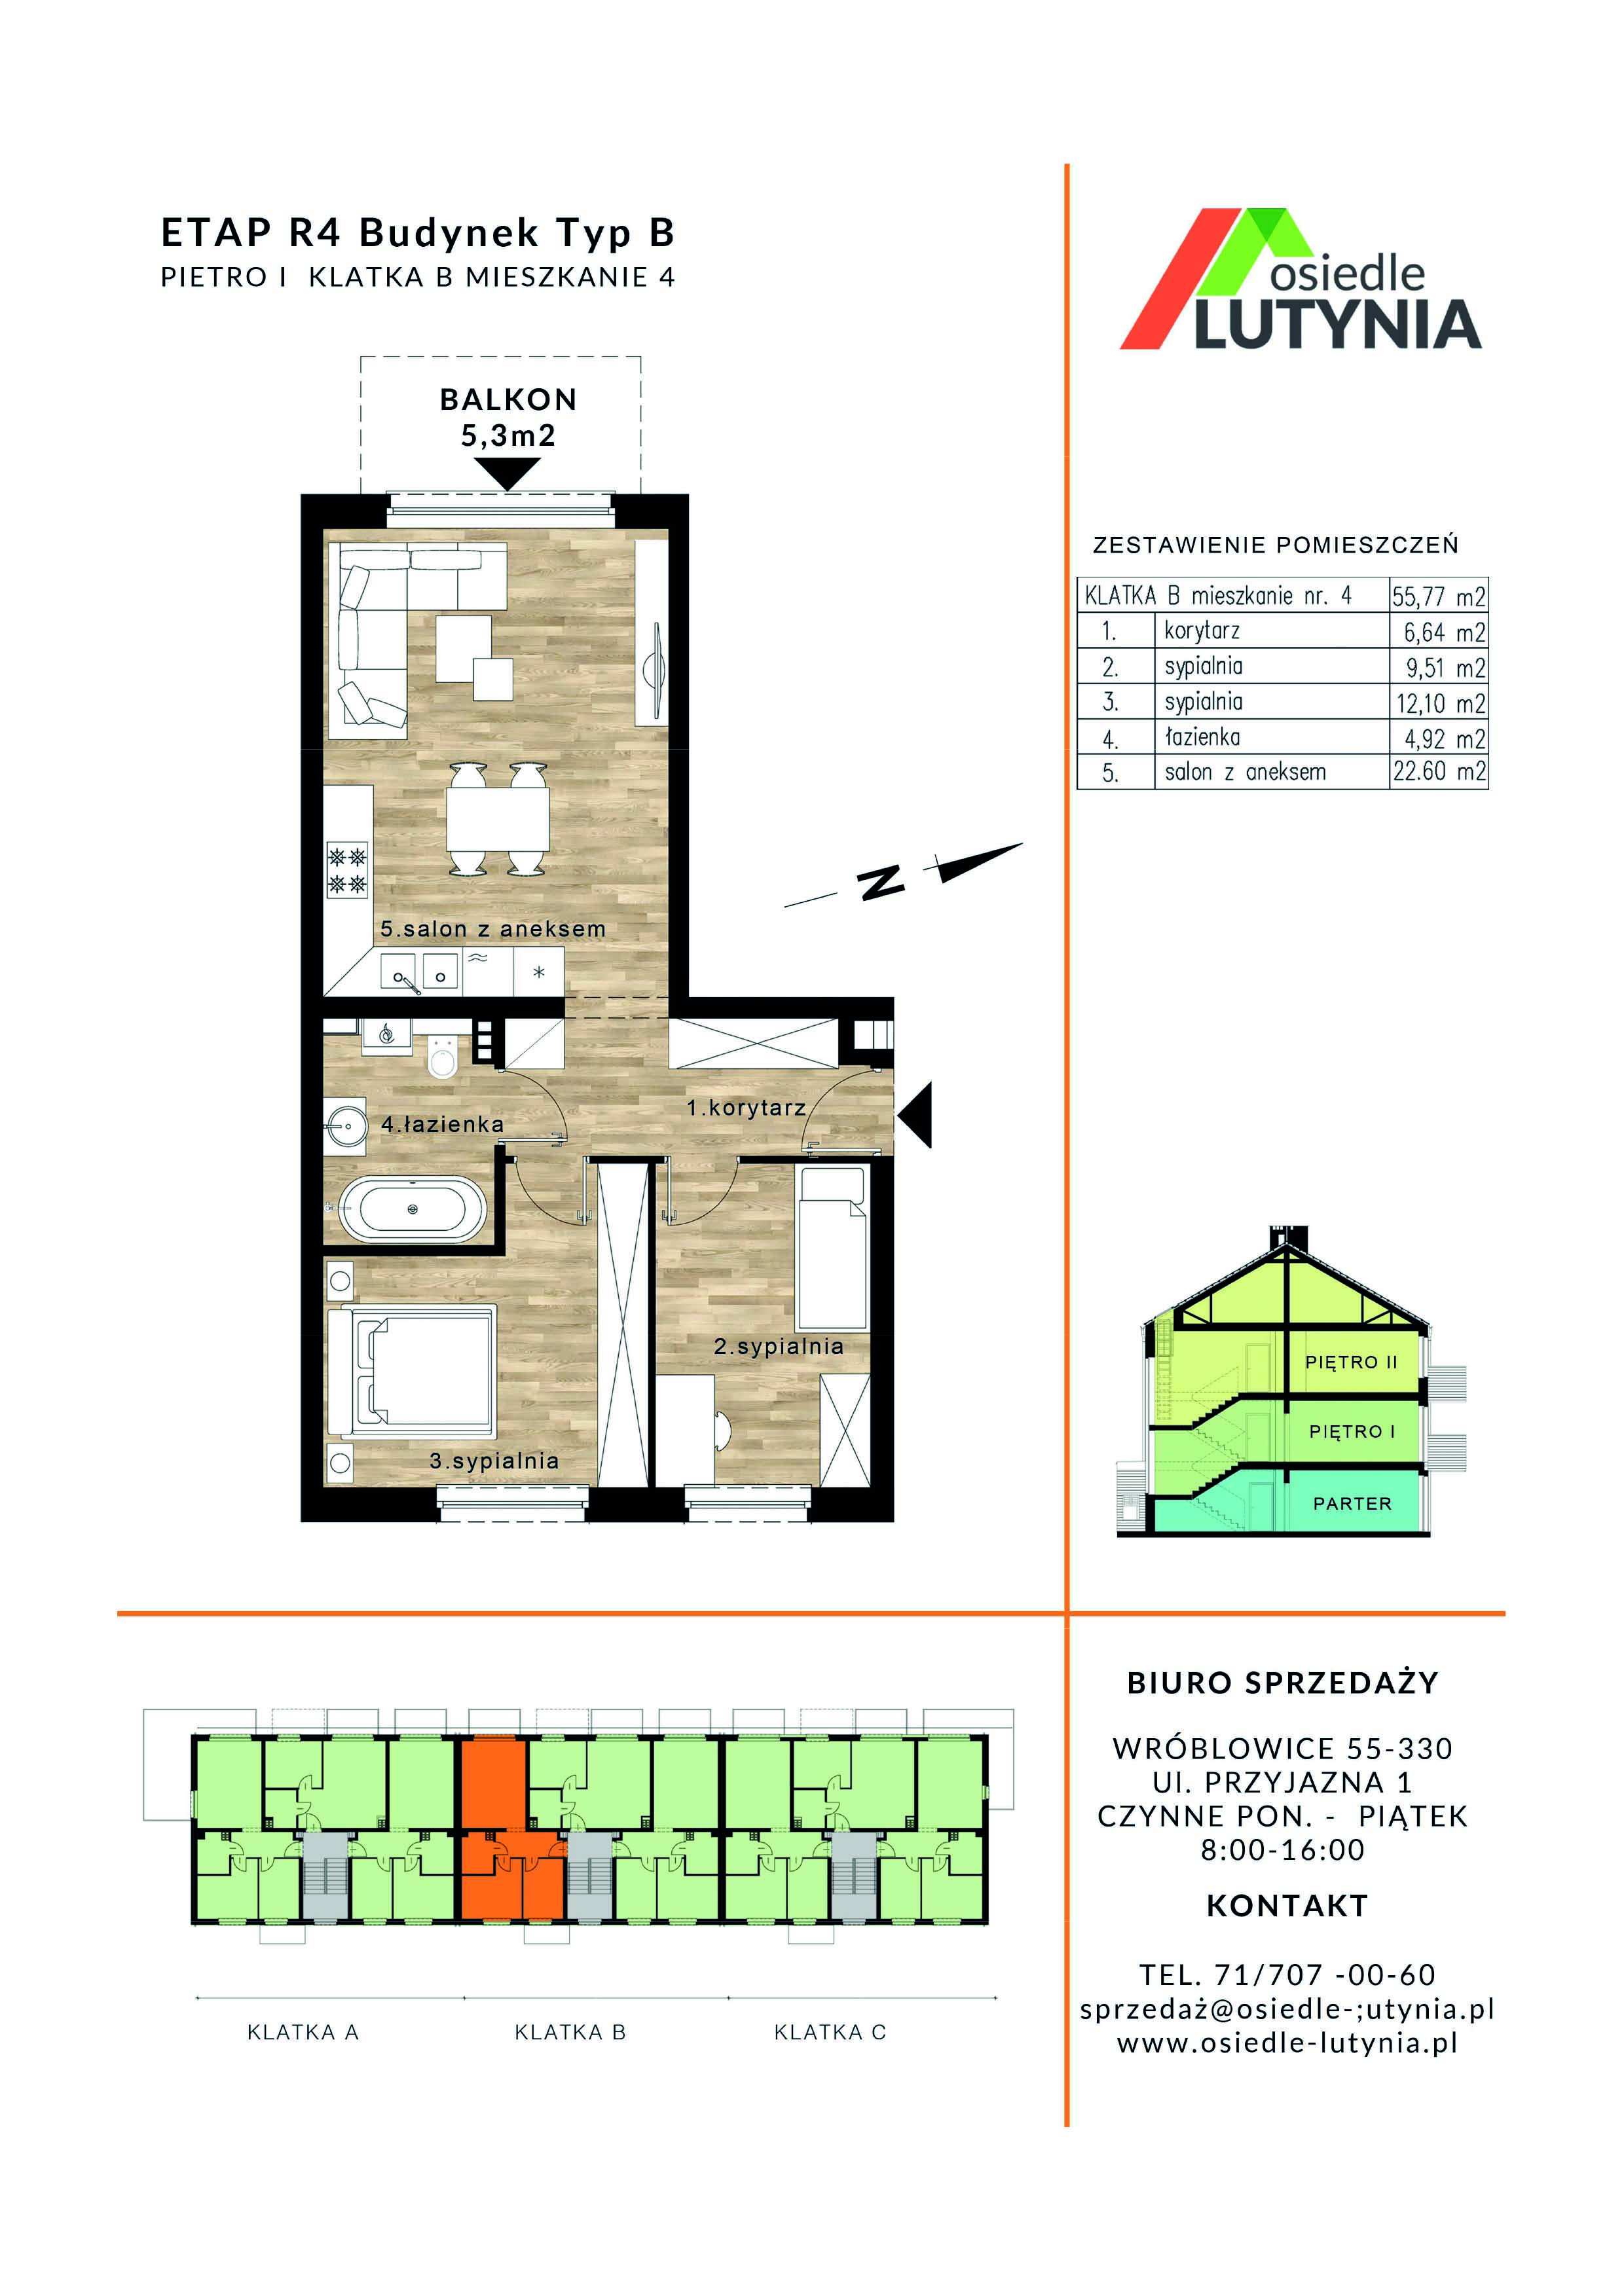 ETAP R4 Budynek Typ B
PIETRO I KLATKA B MIESZKANIE 4
osiedle
LUTYNIA
BALKON
5,3m2
ZESTAWIENIE POMIESZCZEŃ
KLATKA B mieszkanie nr. 4 55,77 m2
1. korytarz 6,64 m2
2. sypialnia 9,51 m2
3. sypialnia 12,10 m2
4. łazienka 4,92 m2
5. salon z aneksem 22.60 m2
N
5.salon z aneksem
1.korytarz
4.łazienka
2.sypialnia
3.sypialnia
PIĘTRO II
PIĘTRO I
PARTER
KLATKA A
KLATKA B
KLATKA C
BIURO SPRZEDAŻY
WRÓBLOWICE 55-330
Ul. PRZYJAZNA 1
CZYNNE PON. - PIĄTEK
8:00-16:00
KONTAKT
TEL. 71/707 -00-60
sprzedaż@osiedle-;utynia.pl
www.osiedle-lutynia.pl